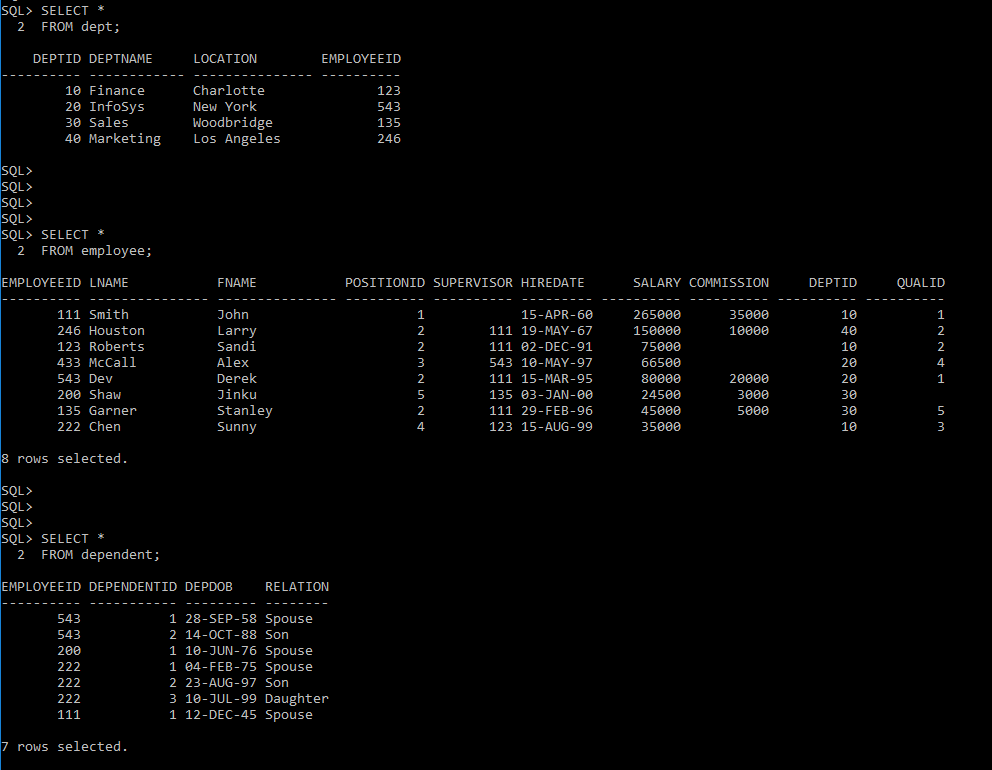 SQL> SELECT *
  2  FROM dept;
    DEPTID DEPTNAME     LOCATION        EMPLOYEEID
---------- ------------ --------------- ----------
        10 Finance      Charlotte              123
        20 InfoSys      New York               543
        30 Sales        Woodbridge             135
        40 Marketing    Los Angeles            246
SQL>
SQL>
SQL>
SQL>
SQL> SELECT *
  2  FROM employee;
EMPLOYEEID LNAME           FNAME           POSITIONID SUPERVISOR HIREDATE      SALARY COMMISSION     DEPTID     QUALID
---------- --------------- --------------- ---------- ---------- --------- ---------- ---------- ---------- ----------
       111 Smith           John                     1            15-APR-60     265000      35000         10          1
       246 Houston         Larry                    2        111 19-MAY-67     150000      10000         40          2
       123 Roberts         Sandi                    2        111 02-DEC-91      75000                    10          2
       433 McCall          Alex                     3        543 10-MAY-97      66500                    20          4
       543 Dev             Derek                    2        111 15-MAR-95      80000      20000         20          1
       200 Shaw            Jinku                    5        135 03-JAN-00      24500       3000         30
       135 Garner          Stanley                  2        111 29-FEB-96      45000       5000         30          5
       222 Chen            Sunny                    4        123 15-AUG-99      35000                    10          3
8 rows selected.
SQL>
SQL>
SQL>
SQL> SELECT *
  2  FROM dependent;
EMPLOYEEID DEPENDENTID DEPDOB    RELATION
---------- ----------- --------- --------
       543           1 28-SEP-58 Spouse
       543           2 14-OCT-88 Son
       200           1 10-JUN-76 Spouse
       222           1 04-FEB-75 Spouse
       222           2 23-AUG-97 Son
       222           3 10-JUL-99 Daughter
       111           1 12-DEC-45 Spouse
7 rows selected.